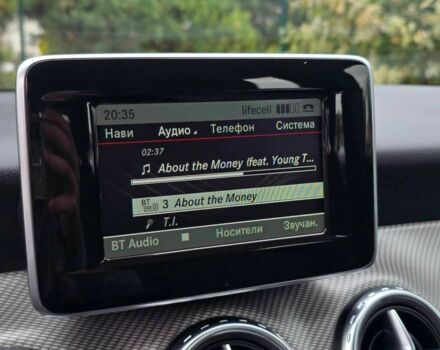 20:35 lifecell
Нави Аудио Телефон Система
02:37
About the Money (feat. Young T...
BT 3 About the Money
T.I.
BT Audio Носители Звучан.